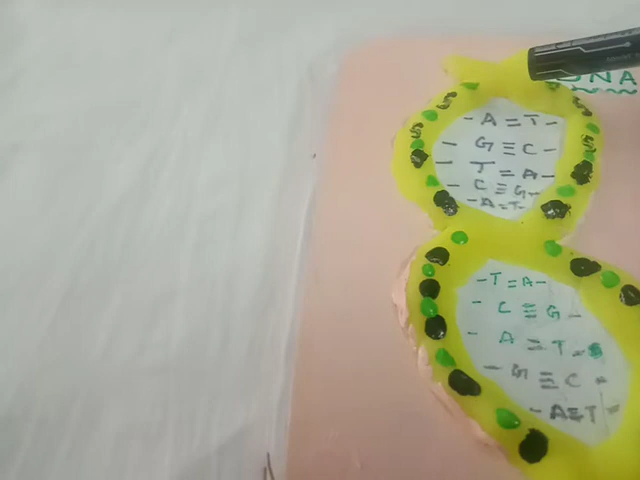 DNA
- A = T -
- G ≡ C -
- T = A -
- C ≡ G -
- A = T -
- T = A -
- C ≡ G -
- A = T -
- G ≡ C -
- A = T -